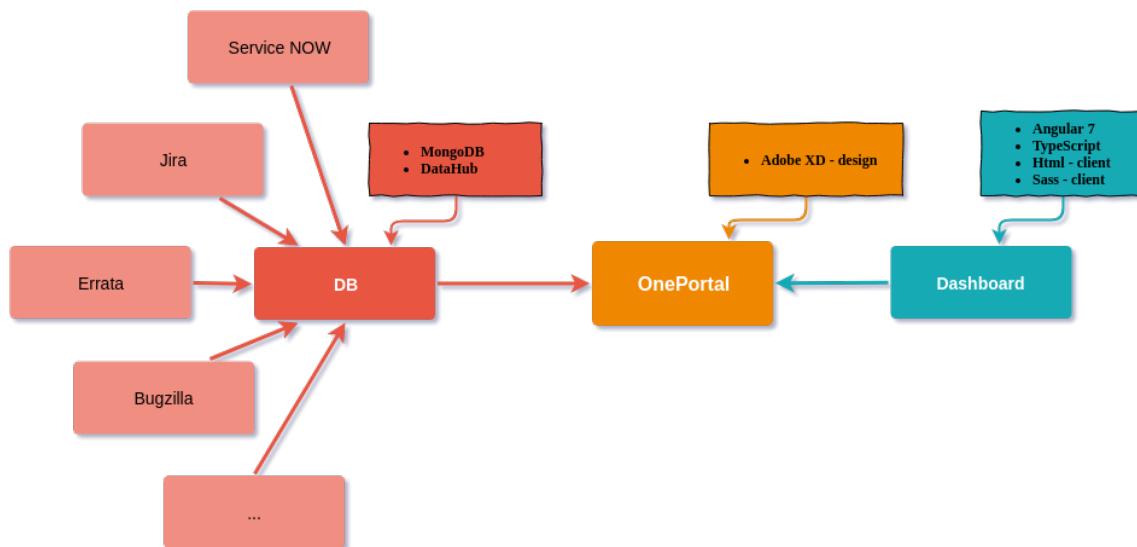 Service NOW
Jira
Errata
Bugzilla
...
• MongoDB
• DataHub
DB
• Adobe XD - design
OnePortal
• Angular 7
• TypeScript
• Html - client
• Sass - client
Dashboard